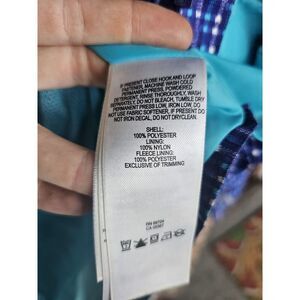 IF PRESENT CLOSE HOOK AND LOOP
FASTENER, MACHINE WASH COLD
PERMANENT PRESS, POWDERED
DETERGENT, RINSE THOROUGHLY, WASH
SEPARATELY, DO NOT BLEACH, TUMBLE DRY
PERMANENT PRESS LOW, IRON LOW, DO
NOT USE FABRIC SOFTENER, IF PRESENT DO
NOT IRON DECAL, DO NOT DRYCLEAN.
SHELL:
100% POLYESTER
LINING:
100% NYLON
FLEECE LINING:
100% POLYESTER
EXCLUSIVE OF TRIMMING
RN
CA